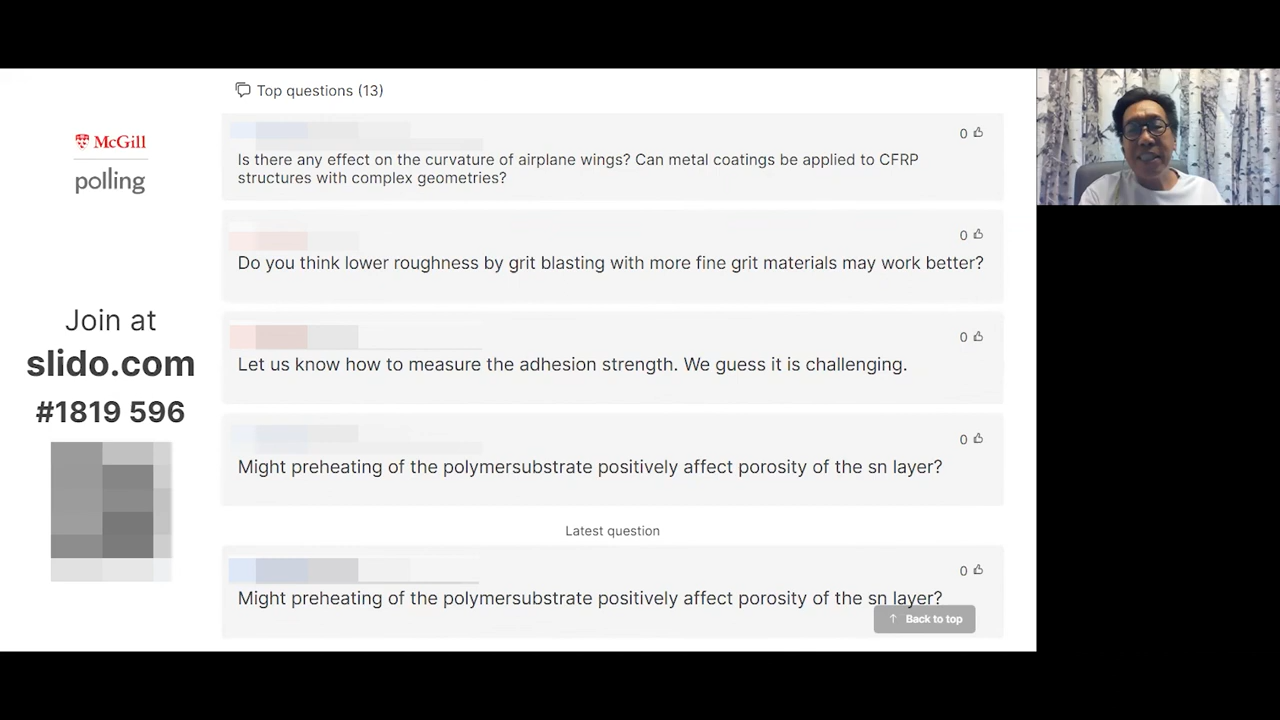 Top questions (13)
McGill
polling
Join at
slido.com
#1819 596
0
Is there any effect on the curvature of airplane wings? Can metal coatings be applied to CFRP
structures with complex geometries?
0
Do you think lower roughness by grit blasting with more fine grit materials may work better?
0
Let us know how to measure the adhesion strength. We guess it is challenging.
0
Might preheating of the polymersubstrate positively affect porosity of the sn layer?
Latest question
0
Might preheating of the polymersubstrate positively affect porosity of the sn layer?
Back to top